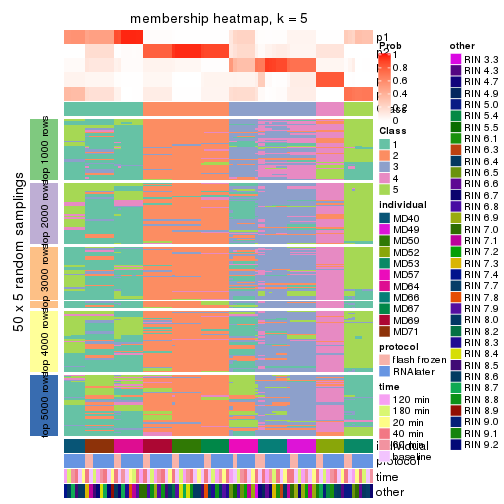 membership heatmap, k = 5
50 x 5 random samplings
top 1000 rows
top 2000 rows
top 3000 rows
top 4000 rows
top 5000 rows
p1
p2
Class
protocol
time
other
Prob
1
0.8
0.6
0.4
0.2
0
Class
1
2
3
4
5
individual
MD40
MD49
MD50
MD52
MD53
MD57
MD64
MD66
MD67
MD69
MD71
protocol
flash frozen
RNAlater
time
120 min
180 min
20 min
40 min
baseline
other
RIN 3.3
RIN 4.3
RIN 4.7
RIN 4.9
RIN 5.0
RIN 5.4
RIN 5.5
RIN 6.1
RIN 6.3
RIN 6.4
RIN 6.5
RIN 6.6
RIN 6.7
RIN 6.8
RIN 6.9
RIN 7.0
RIN 7.1
RIN 7.2
RIN 7.3
RIN 7.4
RIN 7.7
RIN 7.8
RIN 7.9
RIN 8.0
RIN 8.2
RIN 8.3
RIN 8.4
RIN 8.5
RIN 8.6
RIN 8.7
RIN 8.8
RIN 8.9
RIN 9.0
RIN 9.1
RIN 9.2